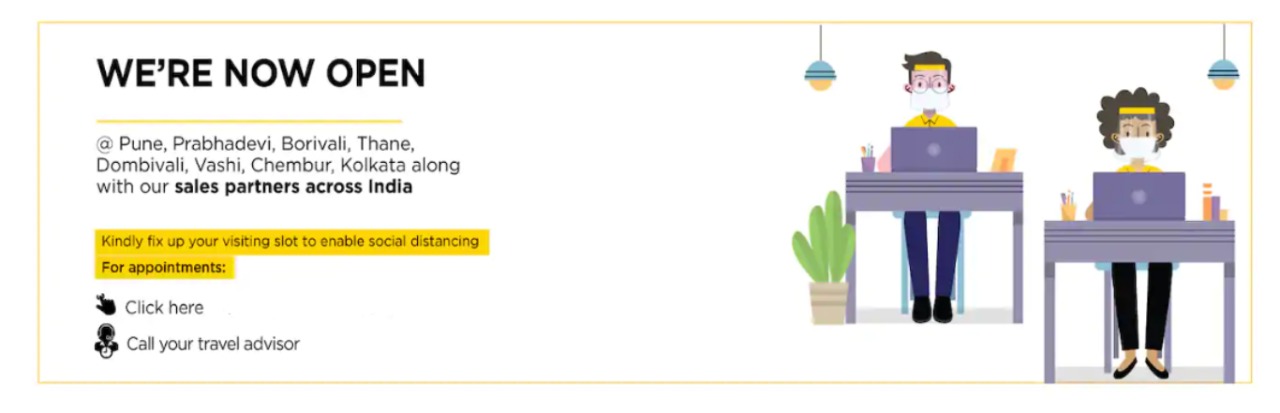 WE'RE NOW OPEN
@ Pune, Prabhadevi, Borivali, Thane,
Dombivali, Vashi, Chembur, Kolkata along
with our sales partners across India
Kindly fix up your visiting slot to enable social distancing
For appointments:
Click here
Call your travel advisor